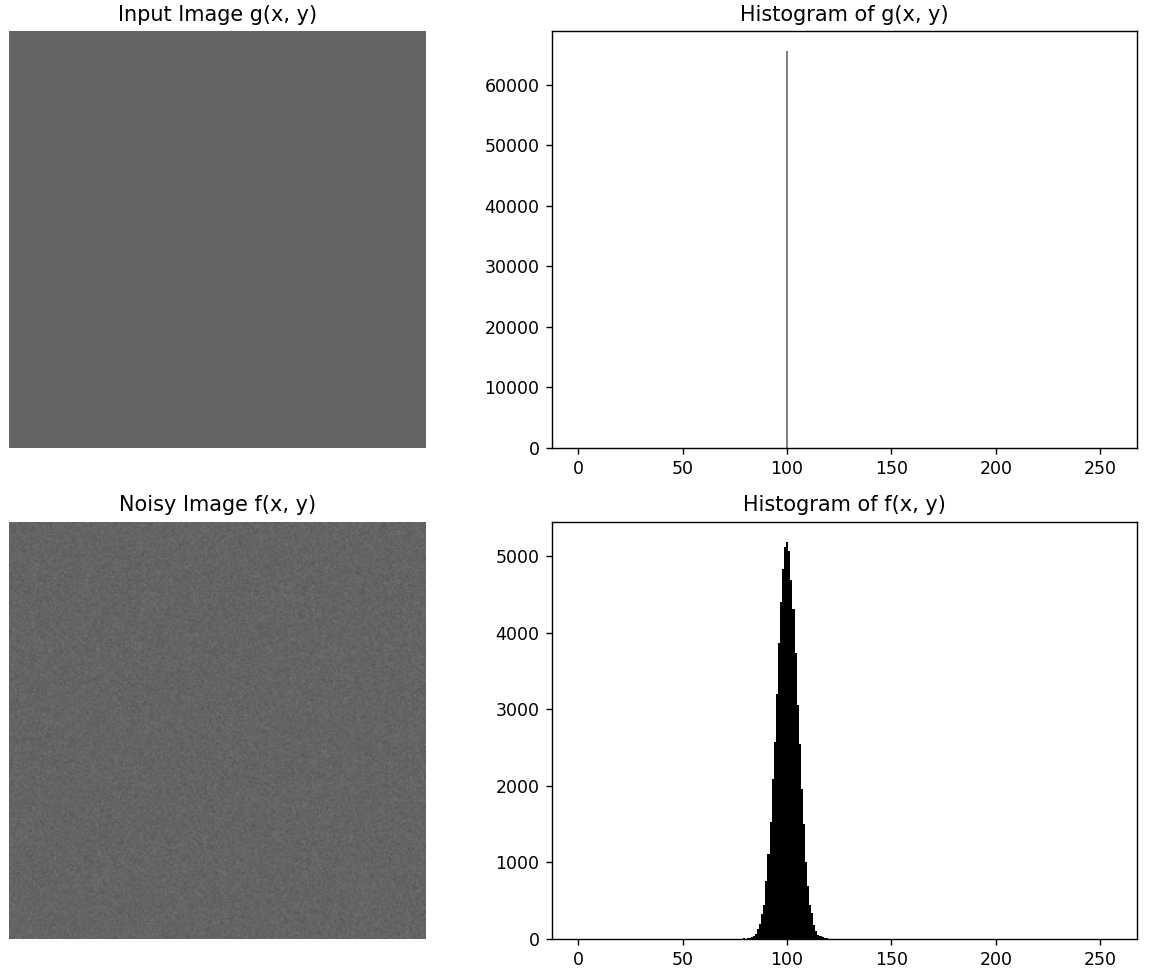 Input Image g(x, y)
Histogram of g(x, y)
60000
50000
40000
30000
20000
10000
0
0 50 100 150 200 250
Noisy Image f(x, y)
Histogram of f(x, y)
5000
4000
3000
2000
1000
0
0 50 100 150 200 250